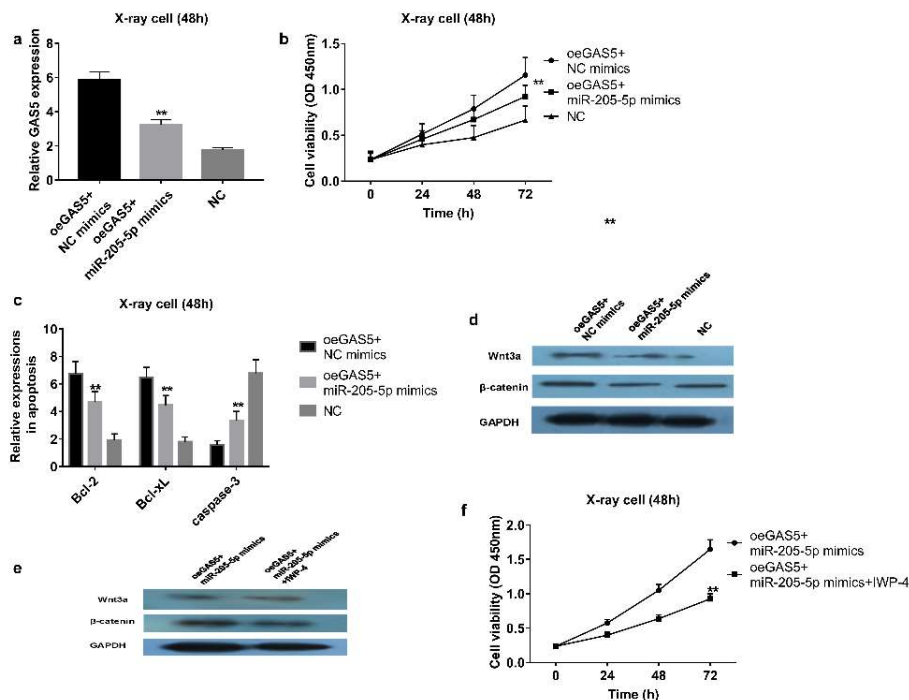 a
X-ray cell (48h)
Relative GAS5 expression
8
6
4
2
0
oeGAS5+
NC mimics
oeGAS5+
miR-205-5p mimics
NC
**
b
X-ray cell (48h)
Cell viability (OD 450nm)
1.5
1.0
0.5
0.0
0
24
48
72
Time (h)
**
oeGAS5+
NC mimics
oeGAS5+
miR-205-5p mimics
NC
**
c
X-ray cell (48h)
Relative expressions
in apoptosis
10
8
6
4
2
0
**
**
**
Bcl-2
Bcl-xL
caspase-3
oeGAS5+
NC mimics
oeGAS5+
miR-205-5p mimics
NC
d
oeGAS5+
NC mimics
oeGAS5+
miR-205-5p mimics
NC
Wnt3a
β-catenin
GAPDH
e
oeGAS5+
miR-205-5p mimics
oeGAS5+
miR-205-5p mimics
+IWP-4
Wnt3a
β-catenin
GAPDH
f
X-ray cell (48h)
Cell viability (OD 450nm)
2.0
1.5
1.0
0.5
0.0
0
24
48
72
Time (h)
**
oeGAS5+
miR-205-5p mimics
oeGAS5+
miR-205-5p mimics+IWP-4